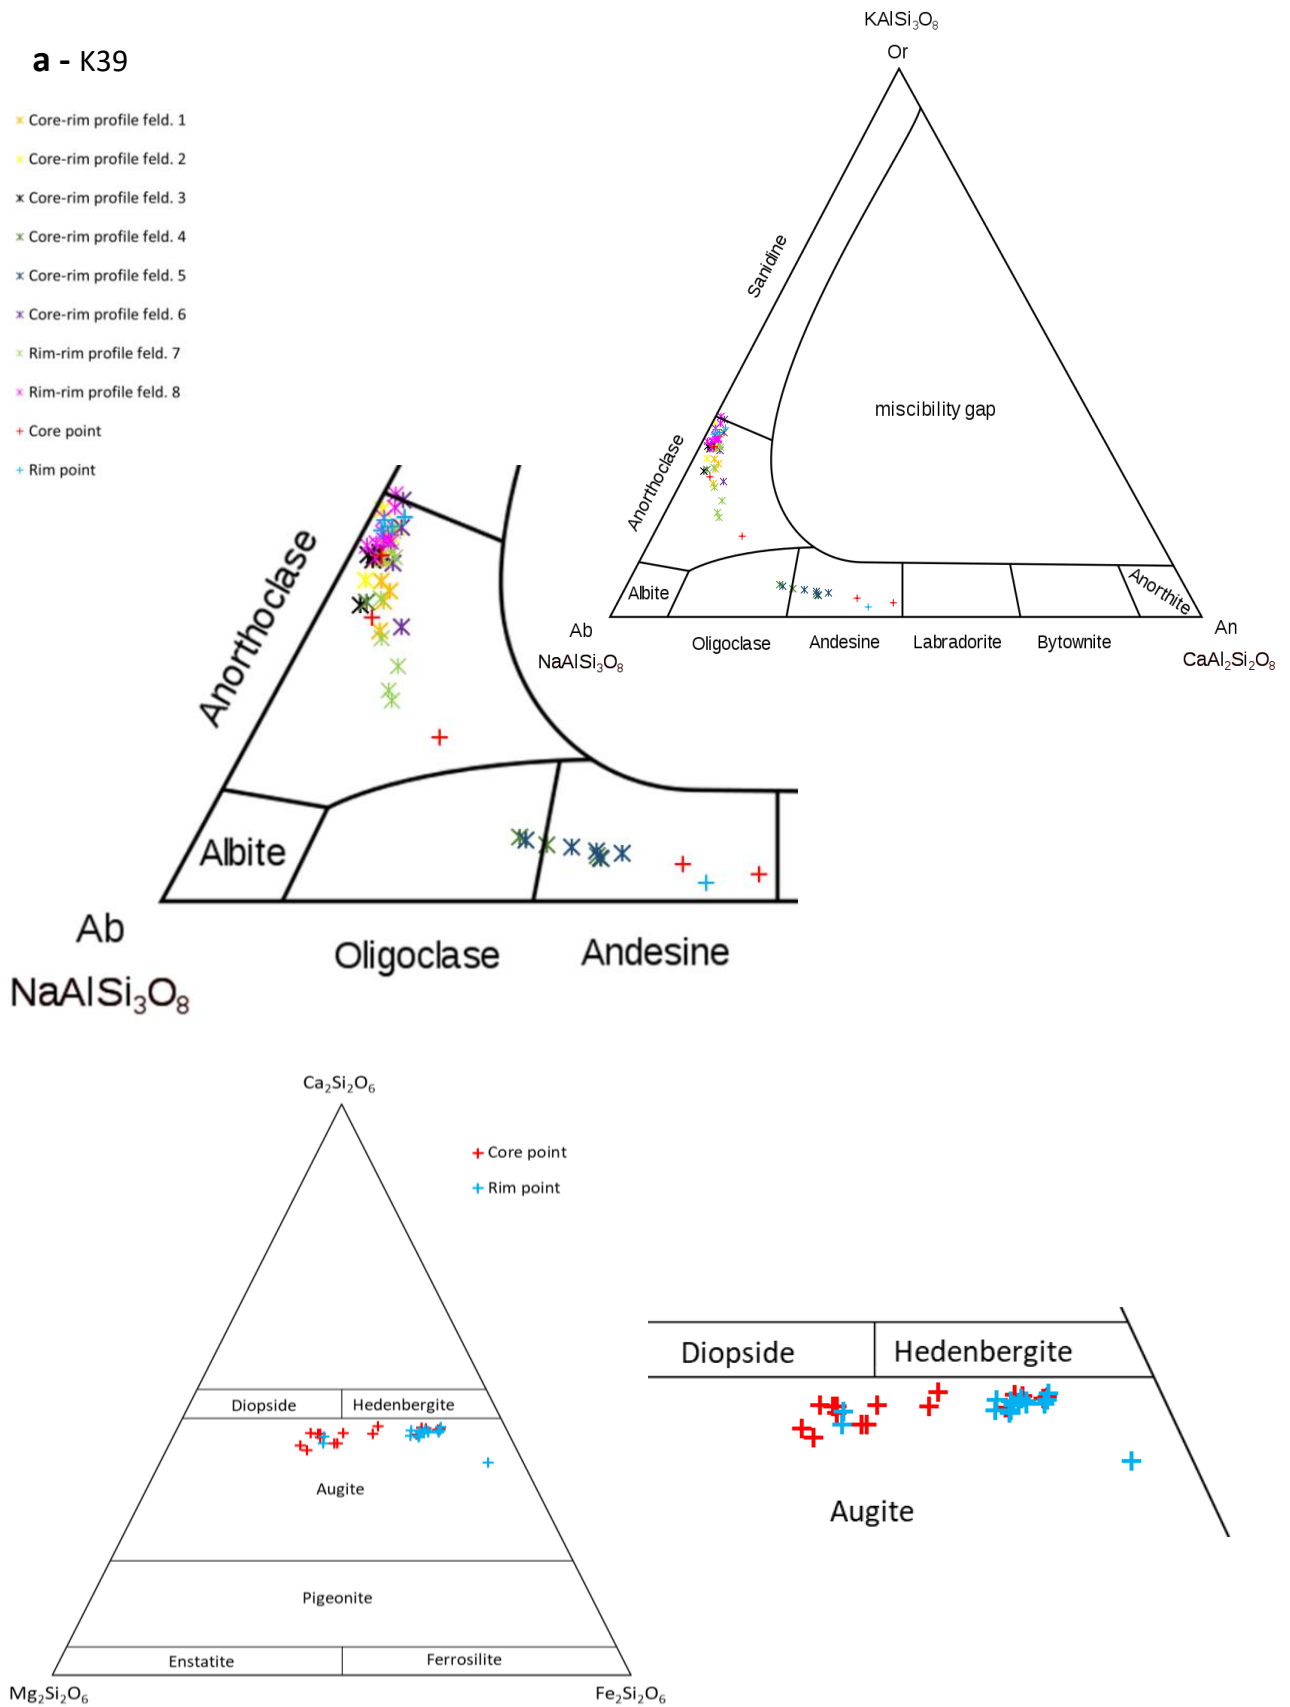 a - K39
Core-rim profile feld. 1
Core-rim profile feld. 2
Core-rim profile feld. 3
Core-rim profile feld. 4
Core-rim profile feld. 5
Core-rim profile feld. 6
Rim-rim profile feld. 7
Rim-rim profile feld. 8
Core point
Rim point
KAlSi₃O₈
Or
Sanidine
Anorthoclase
miscibility gap
Albite
Anorthite
Ab
NaAlSi₃O₈
Oligoclase
Andesine
Labradorite
Bytownite
An
CaAl₂Si₂O₈
Anorthoclase
Albite
Ab
NaAlSi₃O₈
Oligoclase
Andesine
Ca₂Si₂O₆
Core point
Rim point
Diopside
Hedenbergite
Augite
Pigeonite
Enstatite
Ferrosilite
Mg₂Si₂O₆
Fe₂Si₂O₆
Diopside
Hedenbergite
Augite